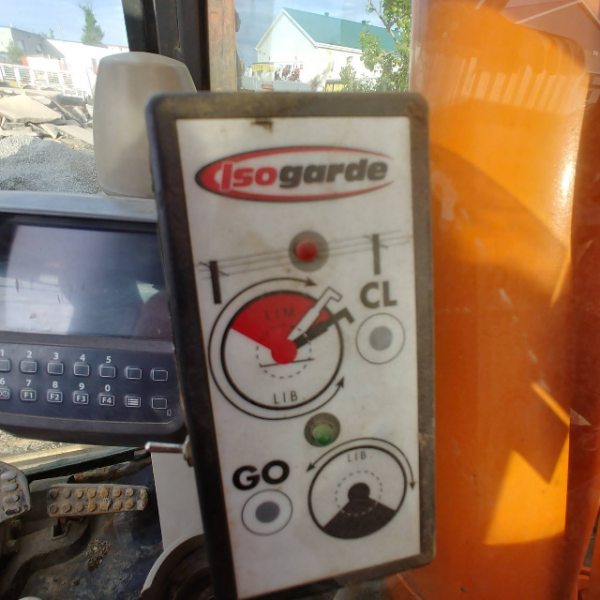 Isogarde
CL
LIM
LIB
GO
LIB
1 2 3 4 5
6 7 8 9 0
F1 F2 F3 F4